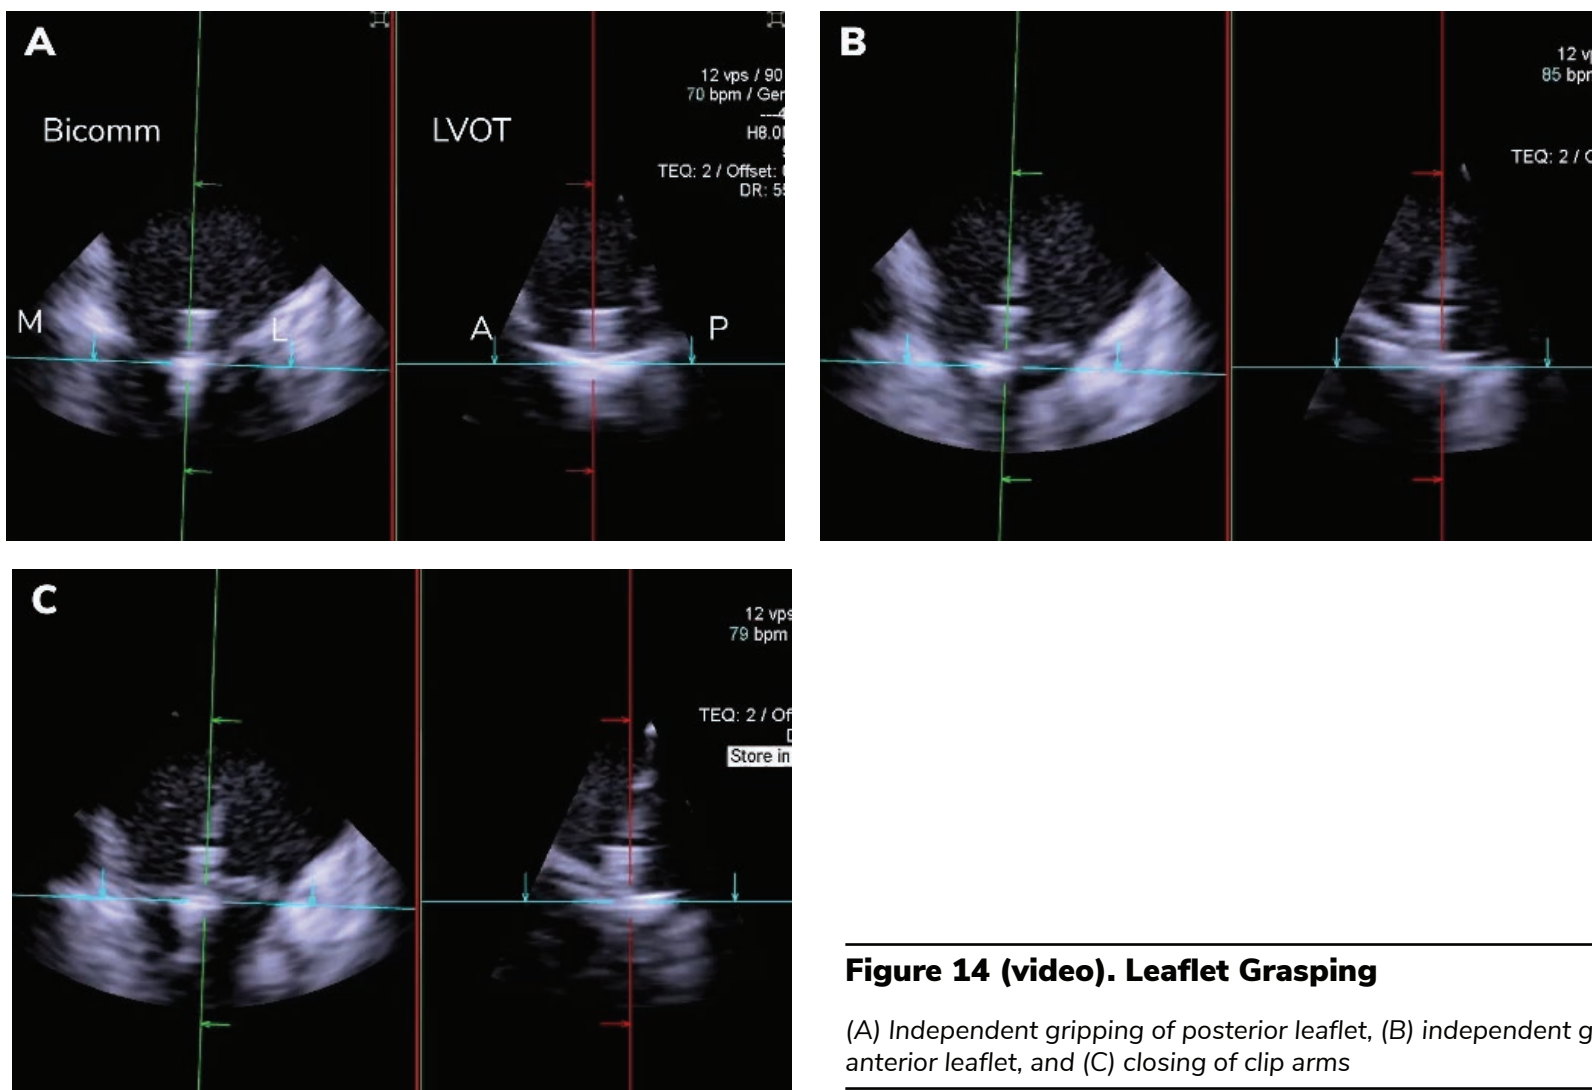 A
Bicomm
LVOT
12 vps / 90
70 bpm / Ger
H8.0
TEQ: 2 / Offset:
DR: 5
M
L
A
P
B
12
85 bpm
TEQ: 2 /
C
12 vps
79 bpm
TEQ: 2 / Of
Store in
Figure 14 (video). Leaflet Grasping
(A) Independent gripping of posterior leaflet, (B) independent g
anterior leaflet, and (C) closing of clip arms